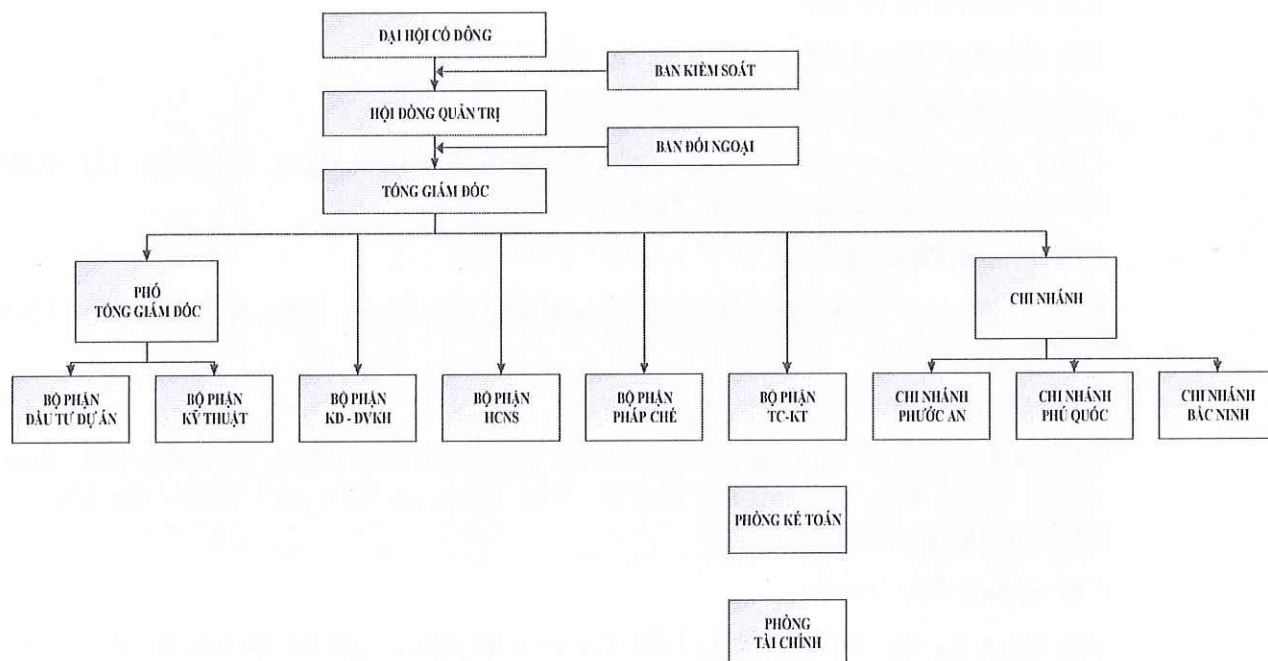 ĐẠI HỘI CỔ ĐÔNG
BAN KIỂM SOÁT
HỘI ĐỒNG QUẢN TRỊ
BAN ĐỐI NGOẠI
TỔNG GIÁM ĐỐC
PHÓ
TỔNG GIÁM ĐỐC
CHI NHÁNH
BỘ PHẬN
ĐẦU TƯ DỰ ÁN
BỘ PHẬN
KỸ THUẬT
BỘ PHẬN
KD - DVKH
BỘ PHẬN
HCNS
BỘ PHẬN
PHÁP CHẾ
BỘ PHẬN
TC-KT
CHI NHÁNH
PHƯỚC AN
CHI NHÁNH
PHÚ QUỐC
CHI NHÁNH
BẮC NINH
PHÒNG KẾ TOÁN
PHÒNG
TÀI CHÍNH